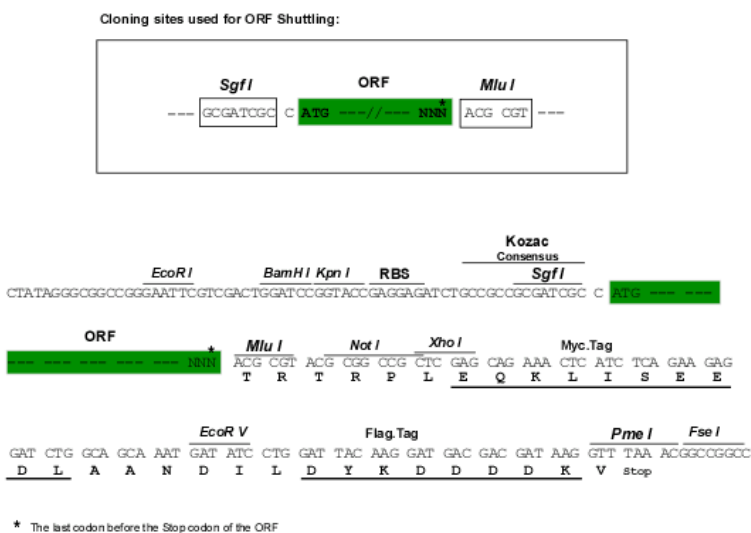 Cloning sites used for ORF Shuttling:
Sgf I ORF Mlu I
--- GCGATCGC C ATG ---//--- NNN* ACG CGT ---
Kozac
Consensus
EcoR I BamH I Kpn I RBS Sgf I
CTATAGGGCGGCCGGGAATTCGTCGACTGGATCCGGTACCGAGGAGATCTGCCGCCGCGATCGC C ATG --- ---
ORF Mlu I Not I Xho I Myc.Tag
--- --- --- --- --- --- NNN* ACG CGT ACG CGG CCG CTC GAG CAG AAA CTC ATC TCA GAA GAG
T R T R P L E Q K L I S E E
EcoR V Flag.Tag Pme I Fse I
GAT CTG GCA GCA AAT GAT ATC CTG GAT TAC AAG GAT GAC GAC GAT AAG GTT TAA ACGGCCGGCC
D L A A N D I L D Y K D D D D K V Stop
* The last codon before the Stop codon of the ORF